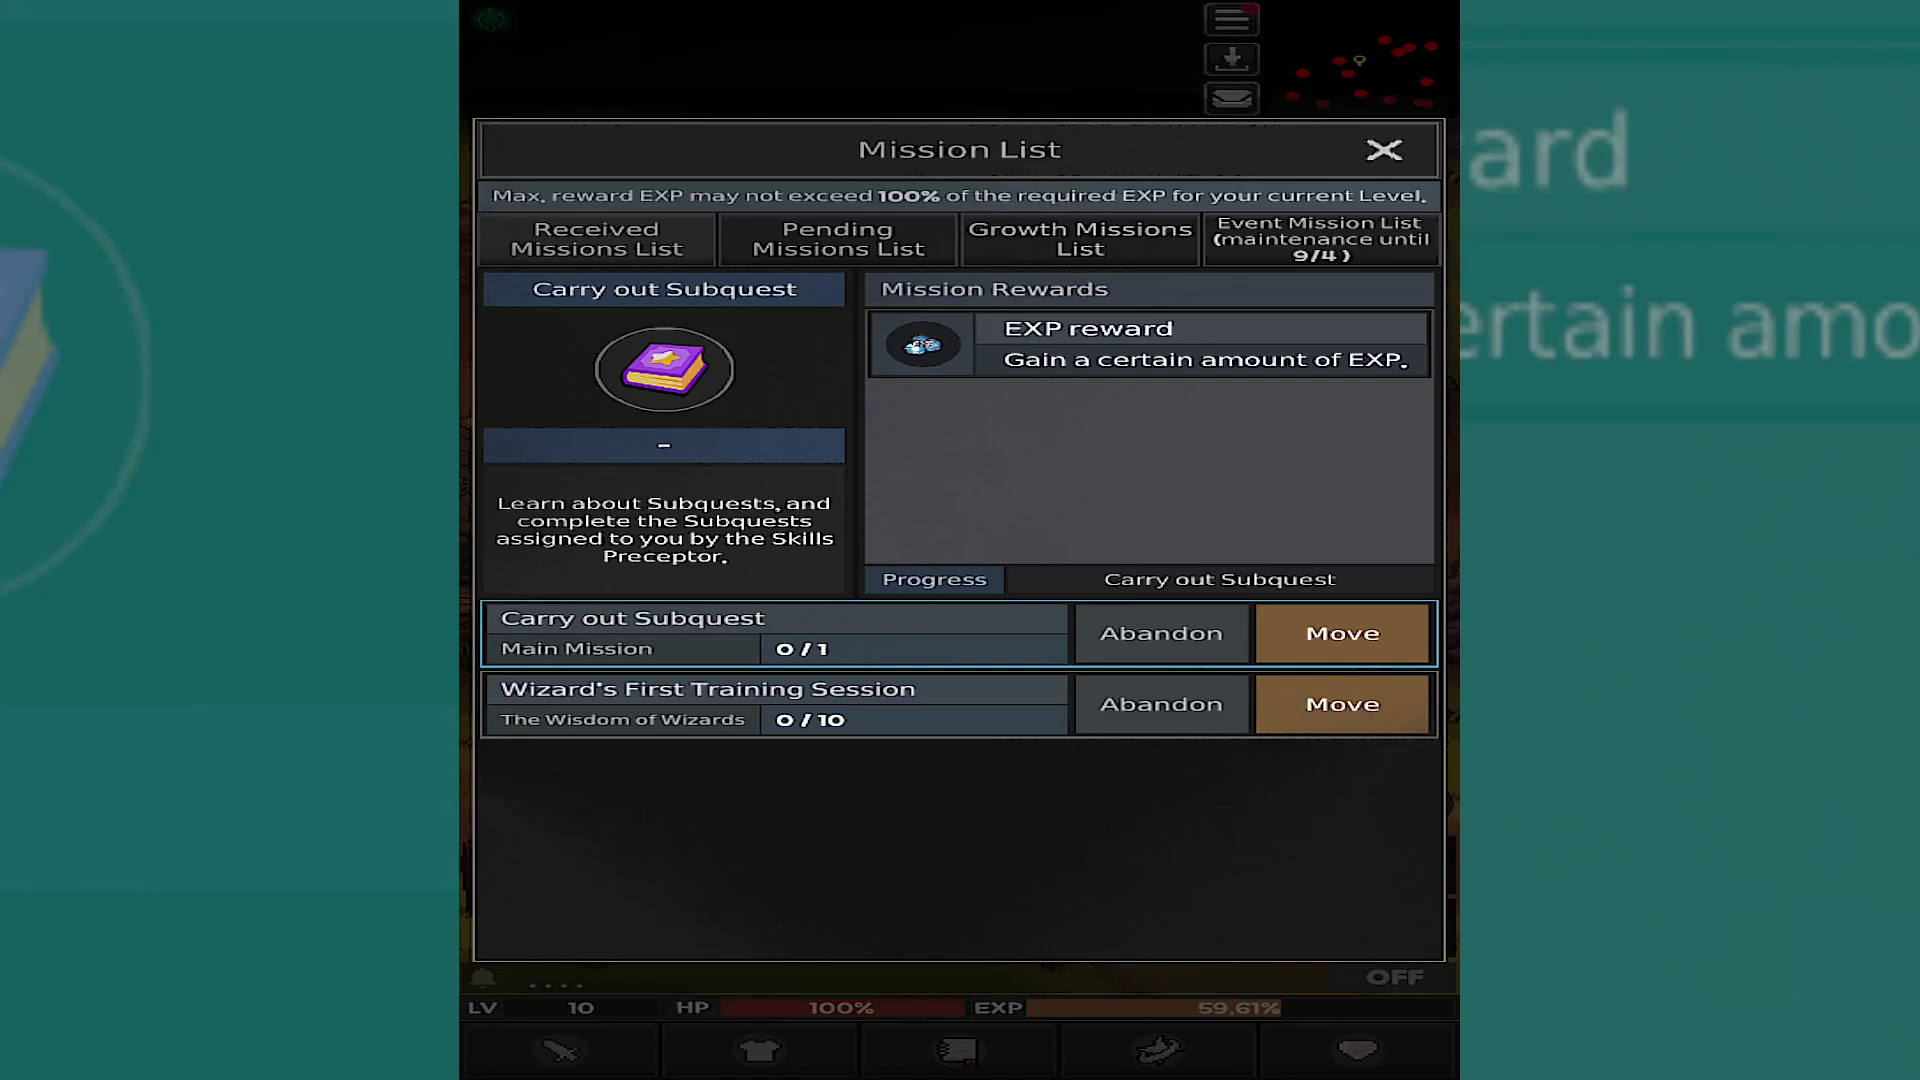 Mission List
Max. reward EXP may not exceed 100% of the required EXP for your current Level.
Received
Missions List
Pending
Missions List
Growth Missions
List
Event Mission List
(maintenance until
9/4)
Carry out Subquest
Mission Rewards
EXP reward
Gain a certain amount of EXP.
-
Learn about Subquests, and
complete the Subquests
assigned to you by the Skills
Preceptor.
Progress
Carry out Subquest
Carry out Subquest
Main Mission
0 / 1
Abandon
Move
Wizard's First Training Session
The Wisdom of Wizards
0 / 10
Abandon
Move
....
OFF
LV 10 HP 100% EXP 59.61%
ard
ertain amo